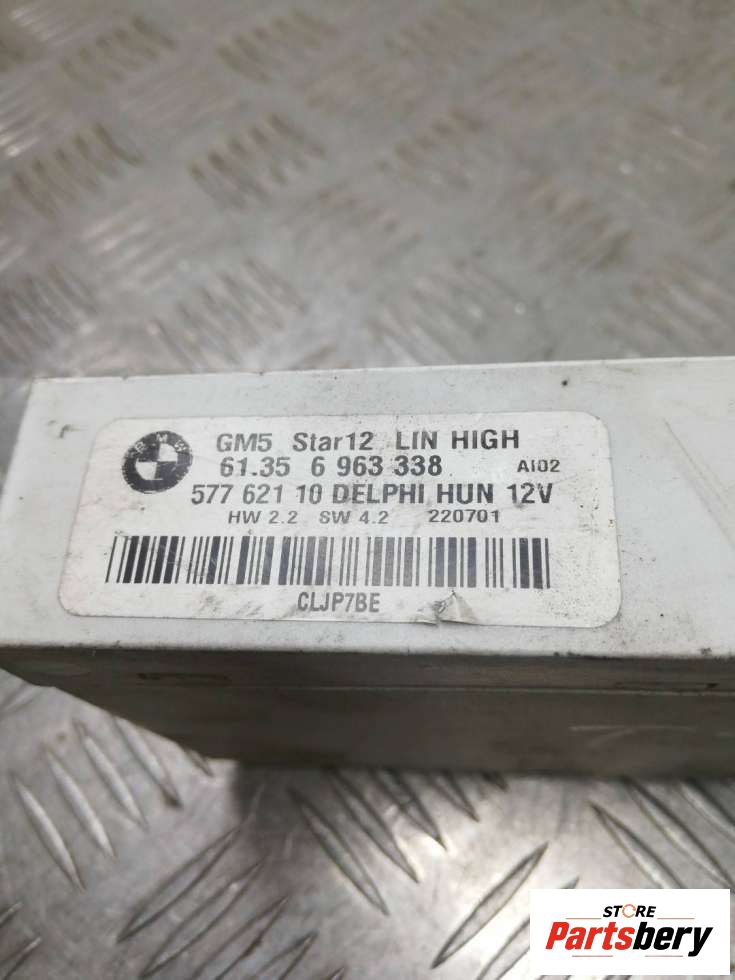 BMW
GM5 Star12 LIN HIGH
61.35 6 963 338 AI02
577 621 10 DELPHI HUN 12V
HW 2.2 SW 4.2 220701
CLJP7BE
STORE
Partsbery